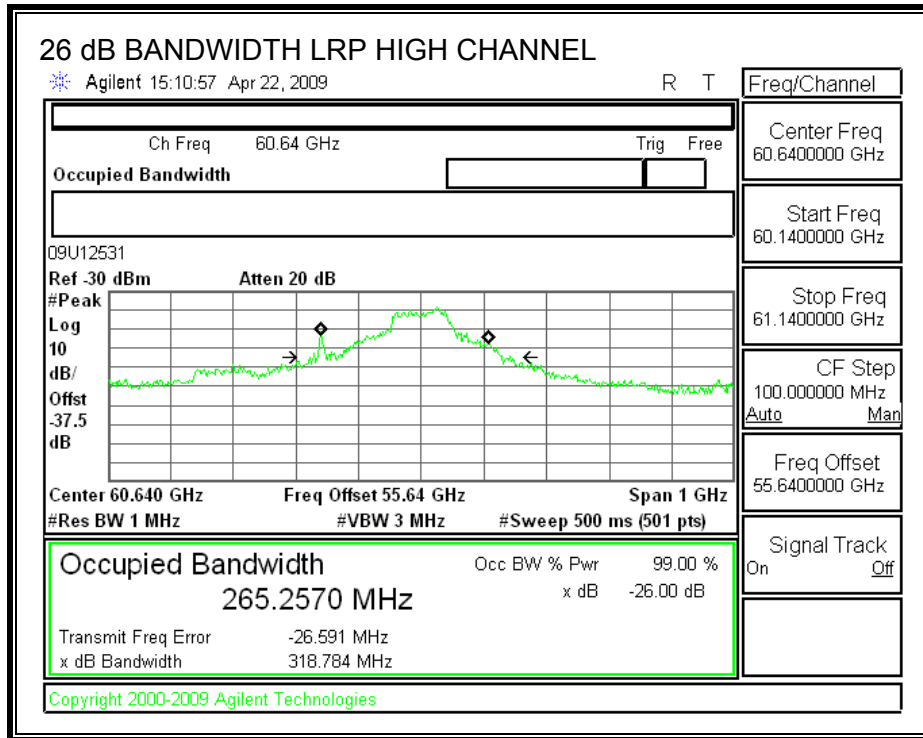 26 dB BANDWIDTH LRP HIGH CHANNEL
Agilent 15:10:57 Apr 22, 2009 R T
Ch Freq 60.64 GHz Trig Free
Occupied Bandwidth
09U12531
Ref -30 dBm Atten 20 dB
#Peak
Log
10
dB/
Offst
-37.5
dB
Center 60.640 GHz Freq Offset 55.64 GHz Span 1 GHz
#Res BW 1 MHz #VBW 3 MHz #Sweep 500 ms (501 pts)
Occupied Bandwidth Occ BW % Pwr 99.00 %
265.2570 MHz x dB -26.00 dB
Transmit Freq Error -26.591 MHz
x dB Bandwidth 318.784 MHz
Copyright 2000-2009 Agilent Technologies
Freq/Channel
Center Freq
60.6400000 GHz
Start Freq
60.1400000 GHz
Stop Freq
61.1400000 GHz
CF Step
100.000000 MHz
Auto Man
Freq Offset
55.6400000 GHz
Signal Track
On Off